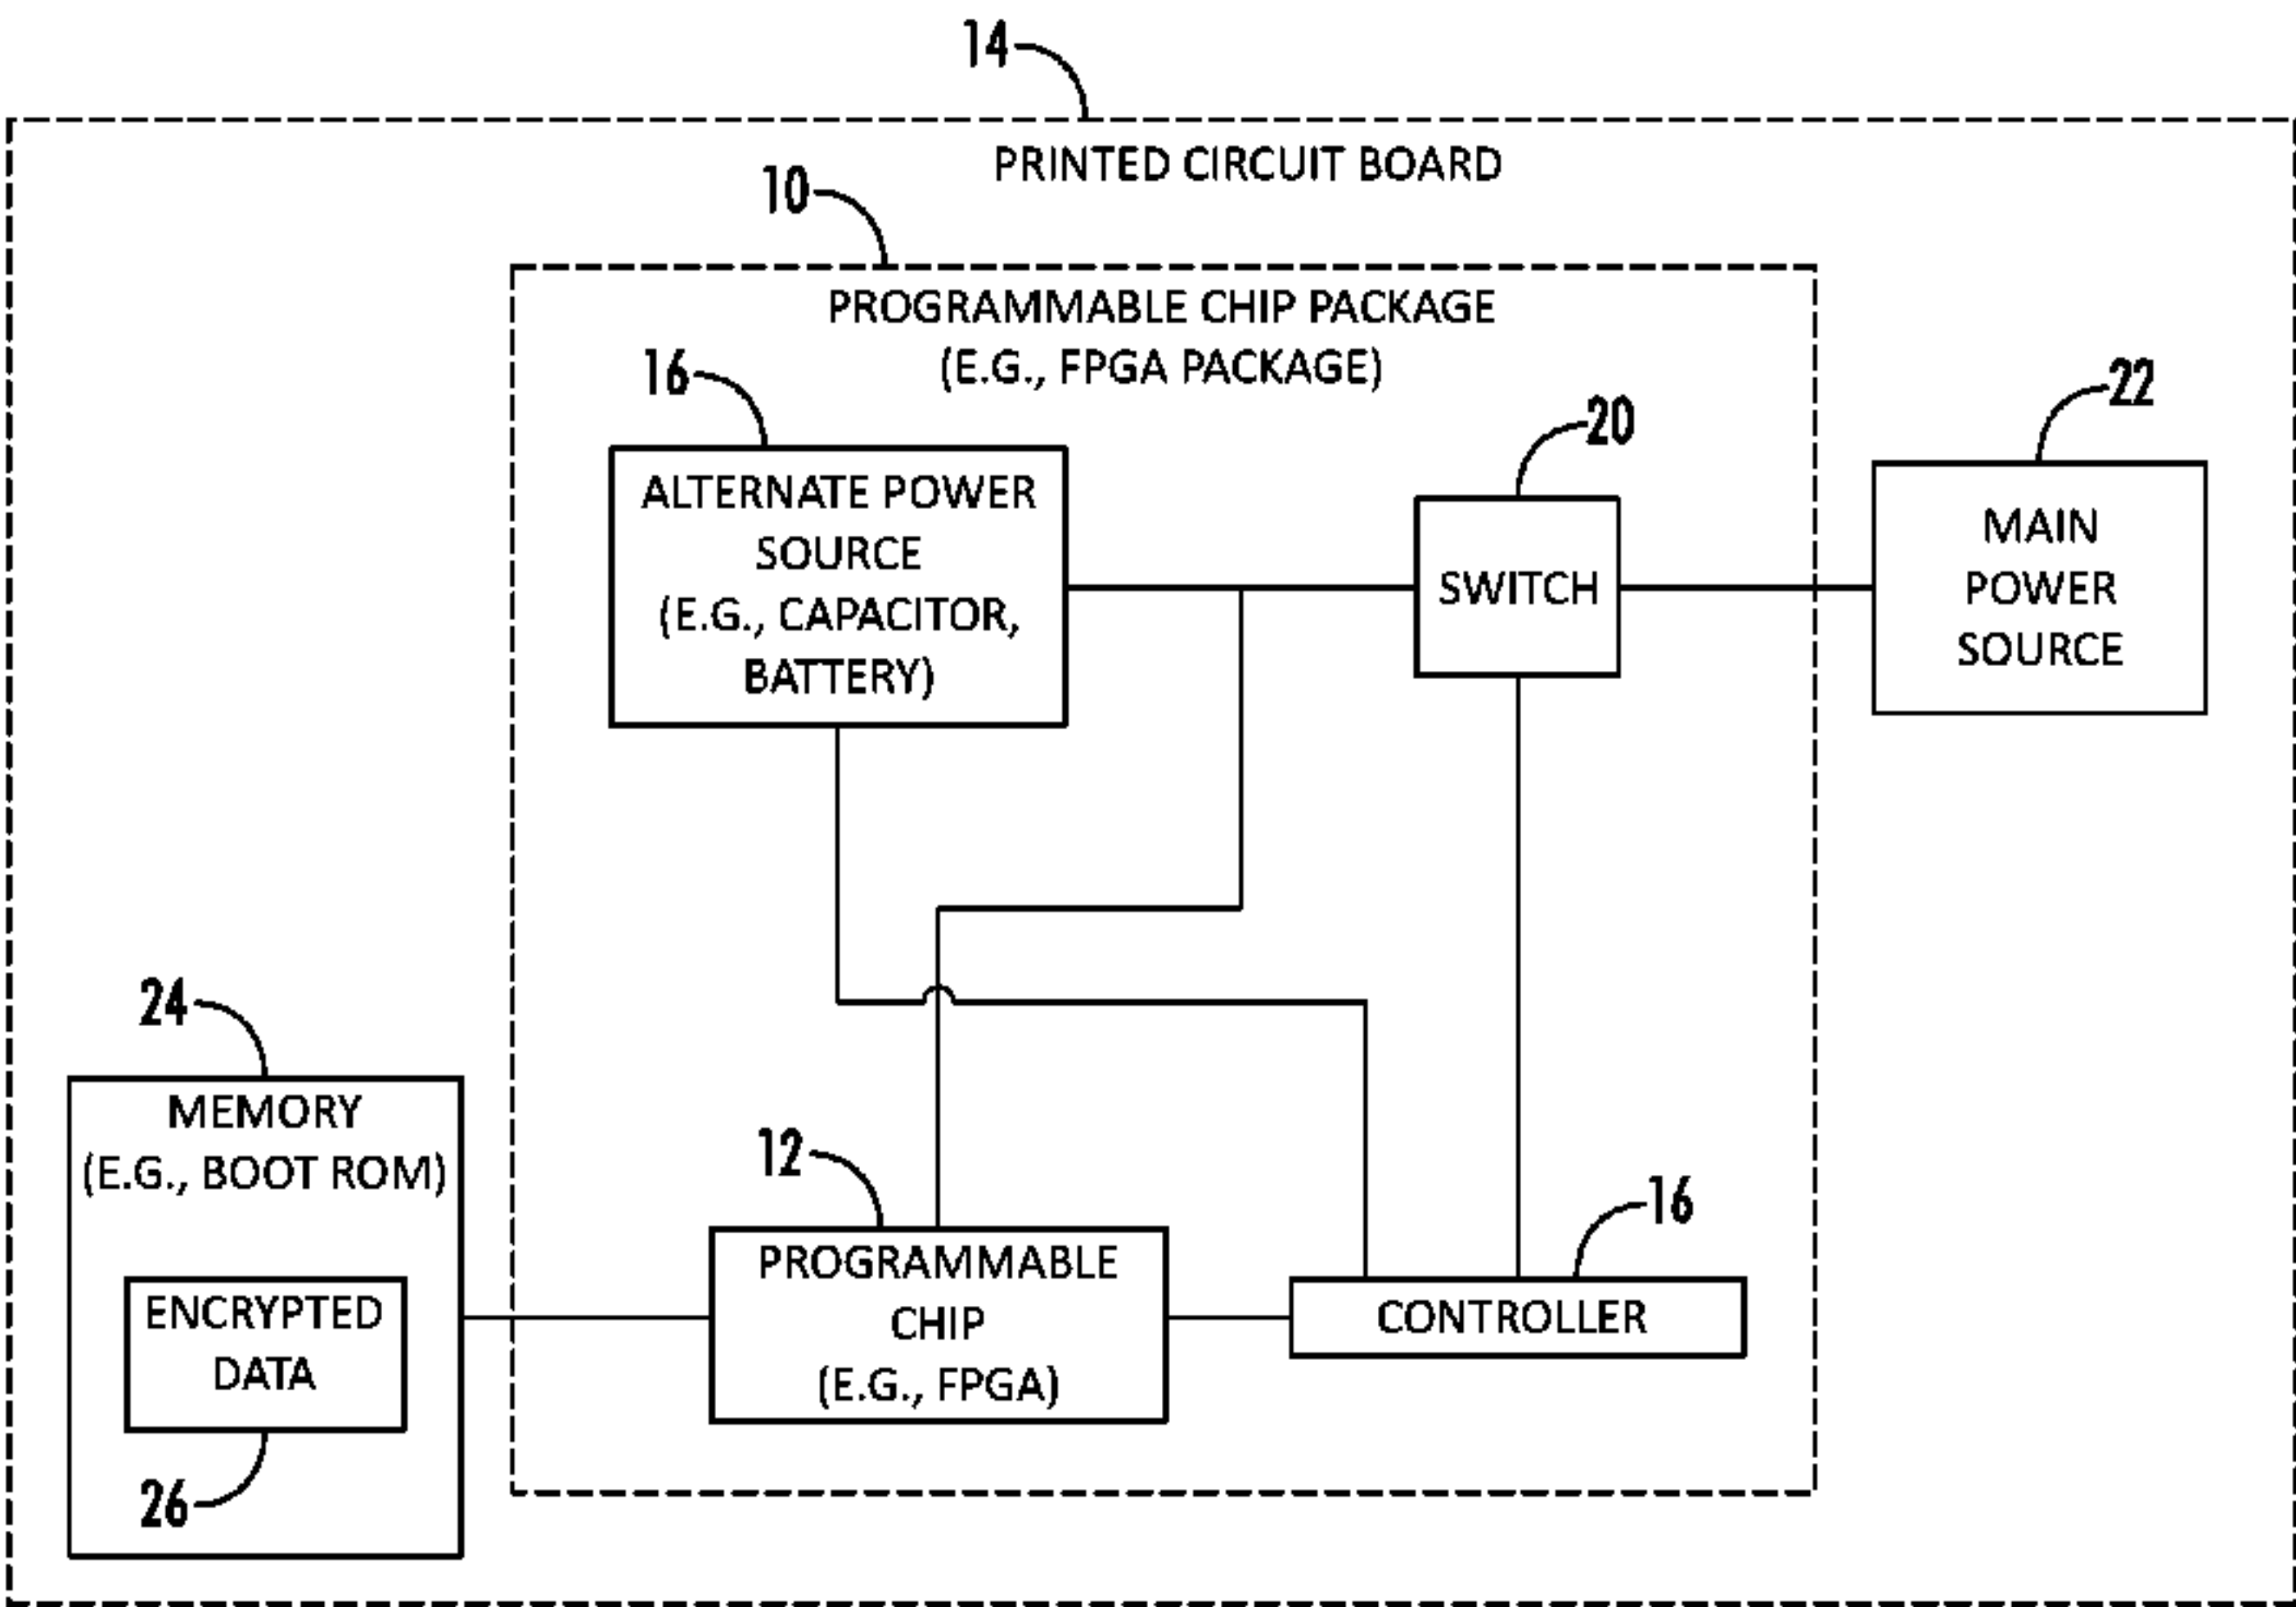 14
PRINTED CIRCUIT BOARD
10
PROGRAMMABLE CHIP PACKAGE
(E.G., FPGA PACKAGE)
16
ALTERNATE POWER
SOURCE
(E.G., CAPACITOR,
BATTERY)
20
SWITCH
22
MAIN
POWER
SOURCE
24
MEMORY
(E.G., BOOT ROM)
ENCRYPTED
DATA
26
12
PROGRAMMABLE
CHIP
(E.G., FPGA)
16
CONTROLLER